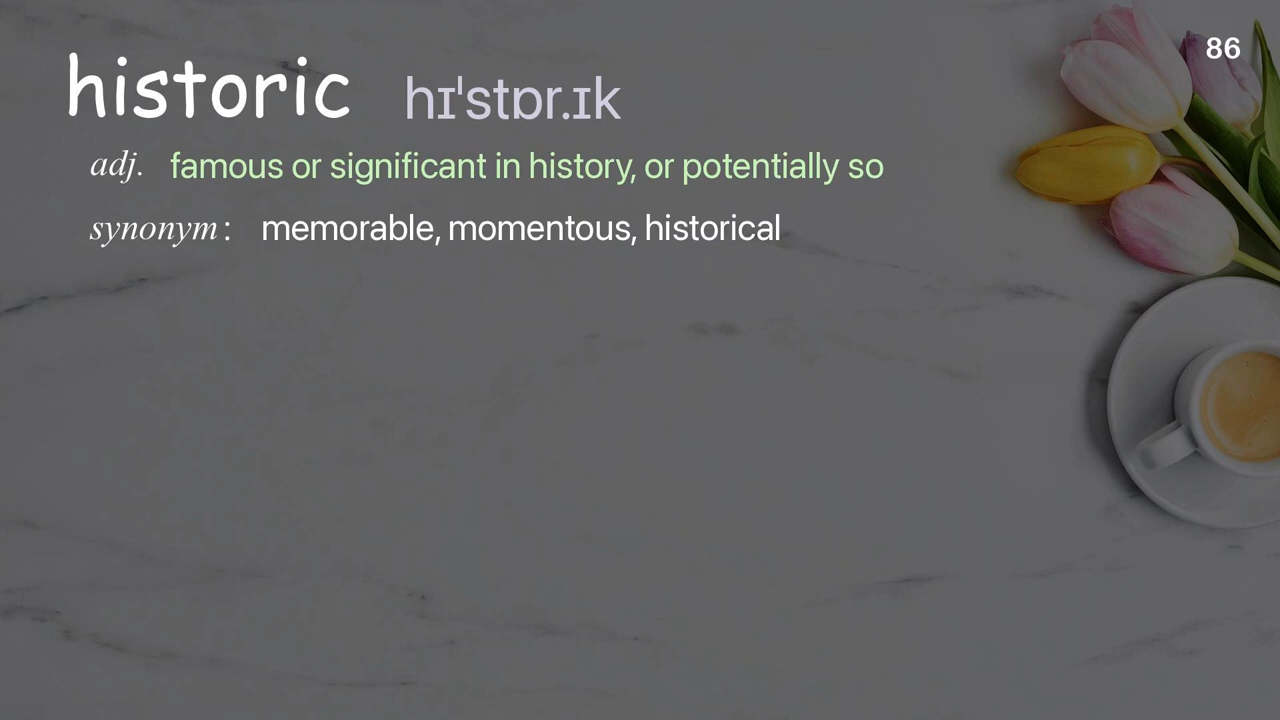 86
historic hɪˈstɒr.ɪk
adj. famous or significant in history, or potentially so
synonym: memorable, momentous, historical